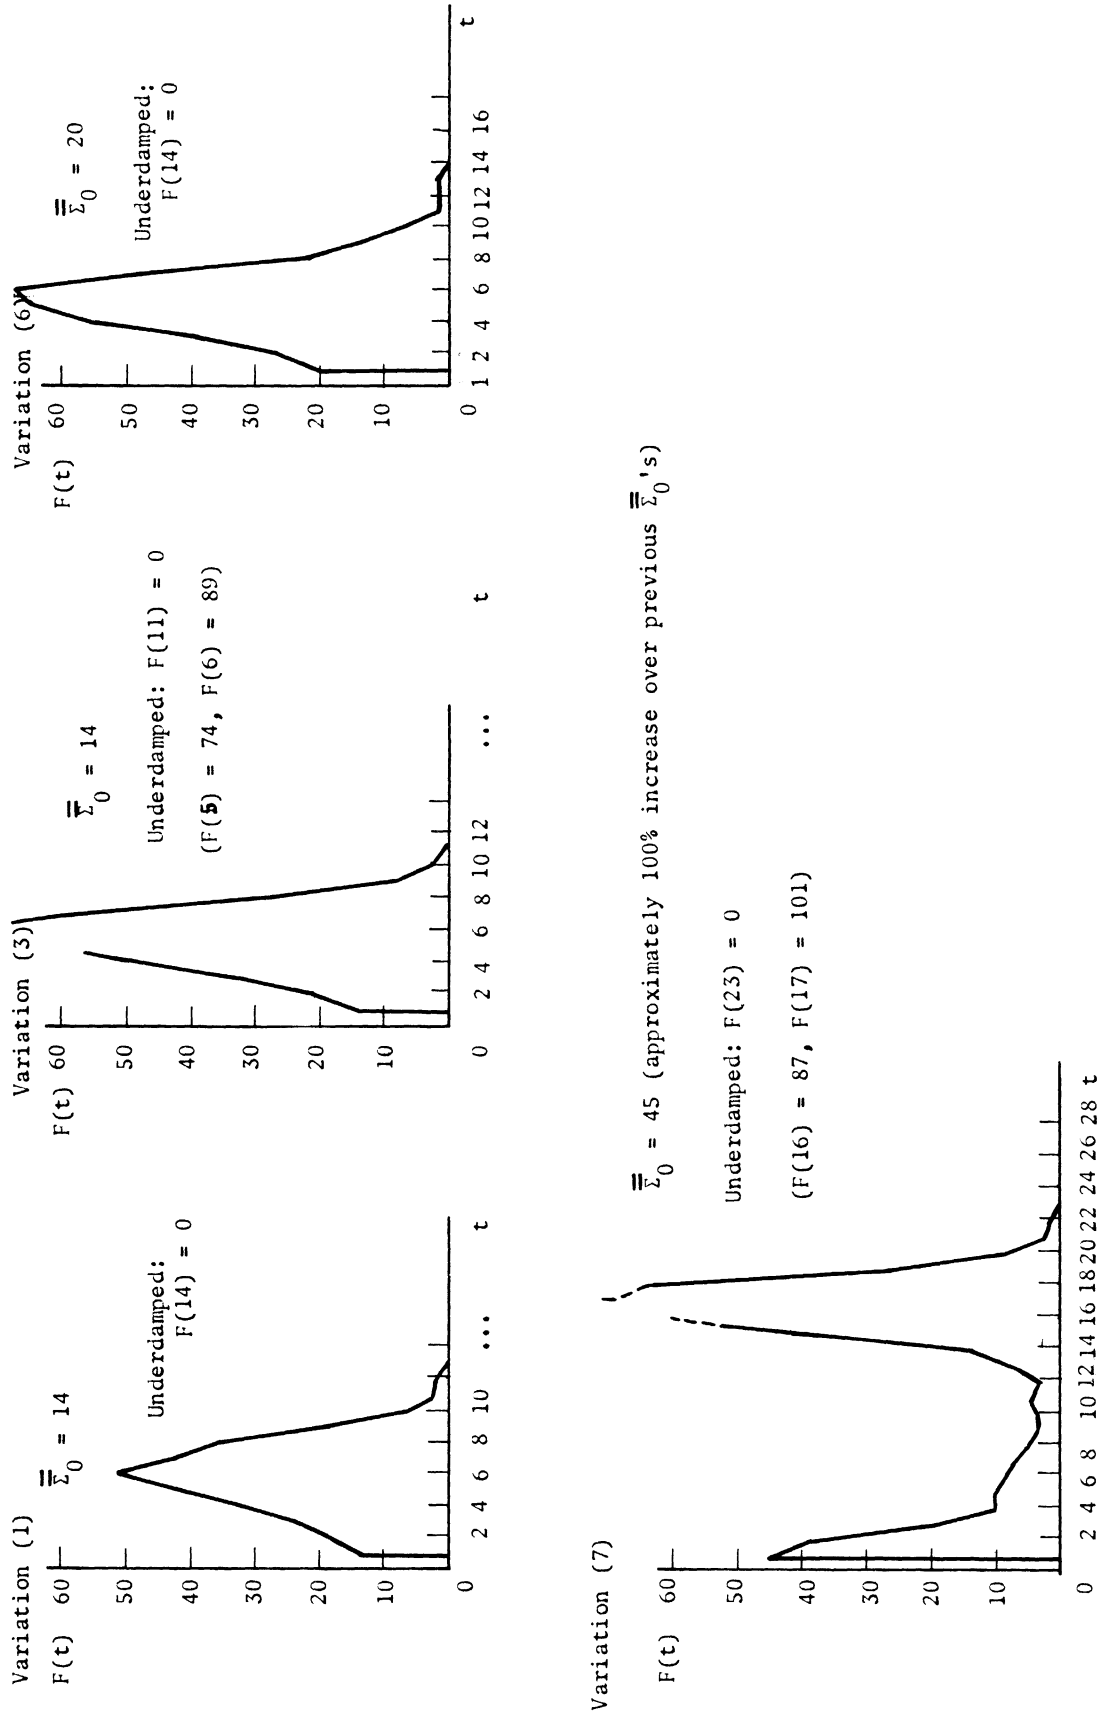 Variation (1)
F(t)
60
50
40
30
20
10
0
2 4 6 8 10 ... t
Σ̿0 = 14
Underdamped:
F(14) = 0
Variation (3)
F(t)
60
50
40
30
20
10
0
2 4 6 8 10 12 ... t
Σ̿0 = 14
Underdamped: F(11) = 0
(F(5) = 74, F(6) = 89)
Variation (6)
F(t)
60
50
40
30
20
10
0
1 2 4 6 8 10 12 14 16 t
Σ̿0 = 20
Underdamped:
F(14) = 0
Variation (7)
F(t)
60
50
40
30
20
10
0
2 4 6 8 10 12 14 16 18 20 22 24 26 28 t
Σ̿0 = 45 (approximately 100% increase over previous Σ̿0's)
Underdamped: F(23) = 0
(F(16) = 87, F(17) = 101)